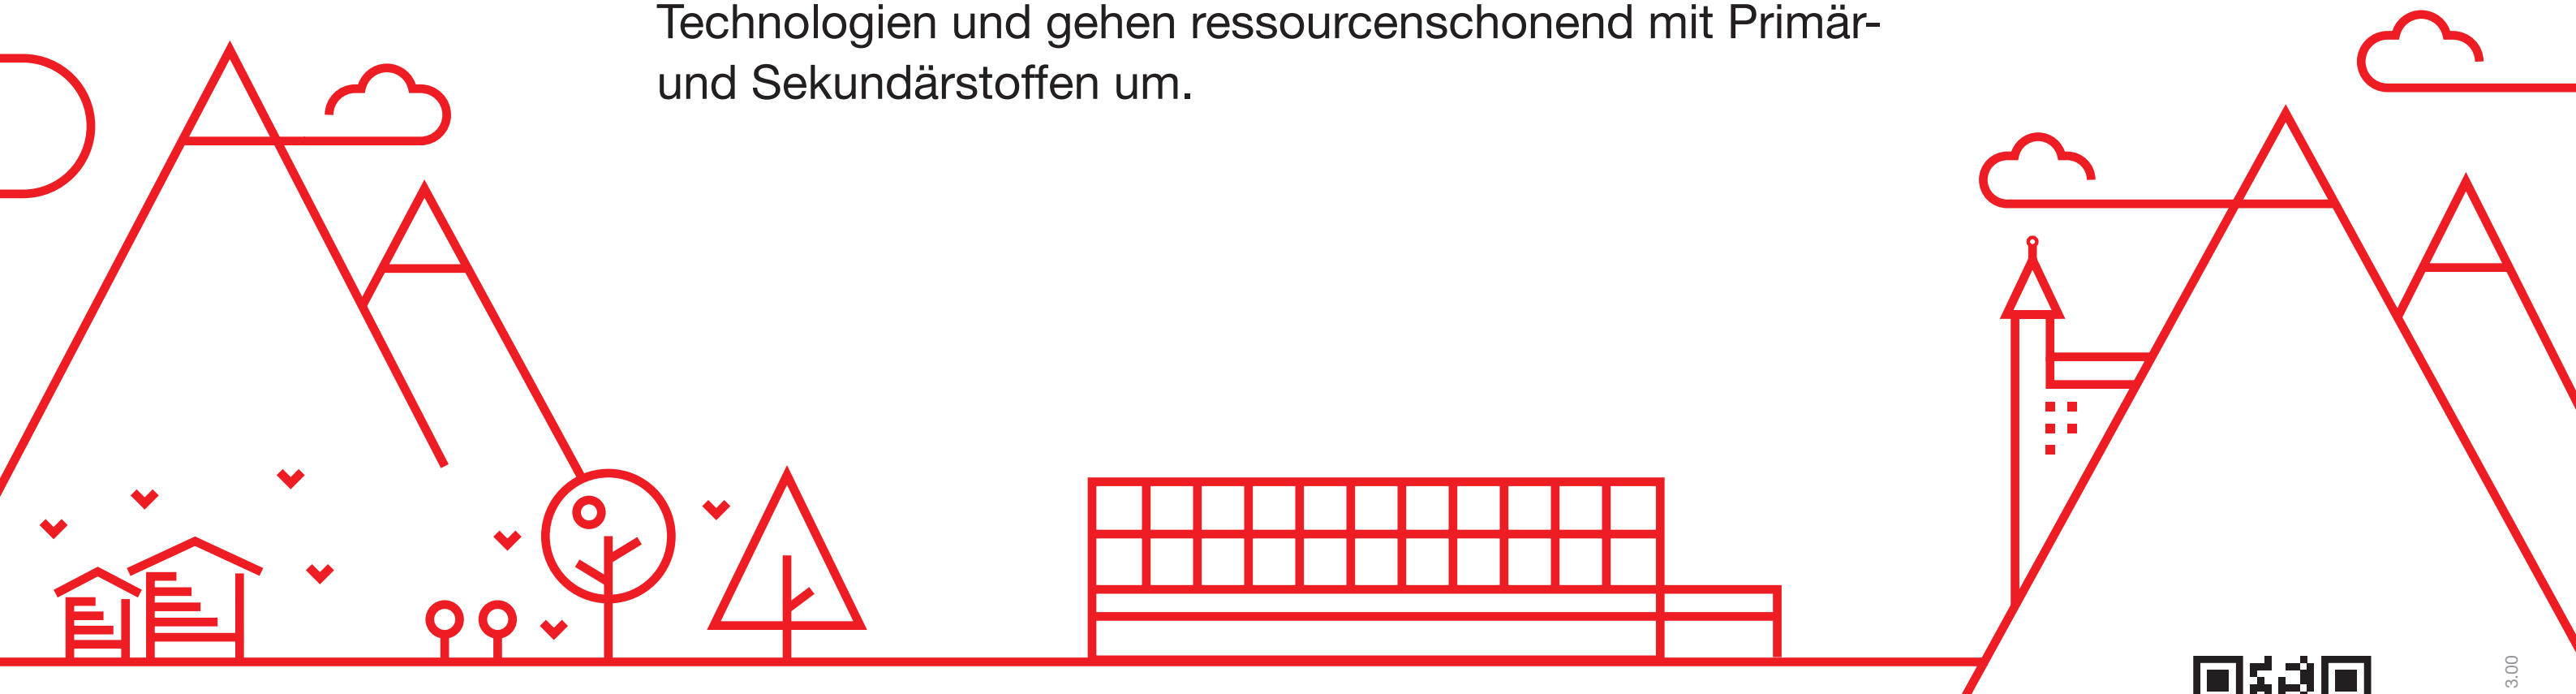 Technologien und gehen ressourcenschonend mit Primär-
und Sekundärstoffen um.
3.00